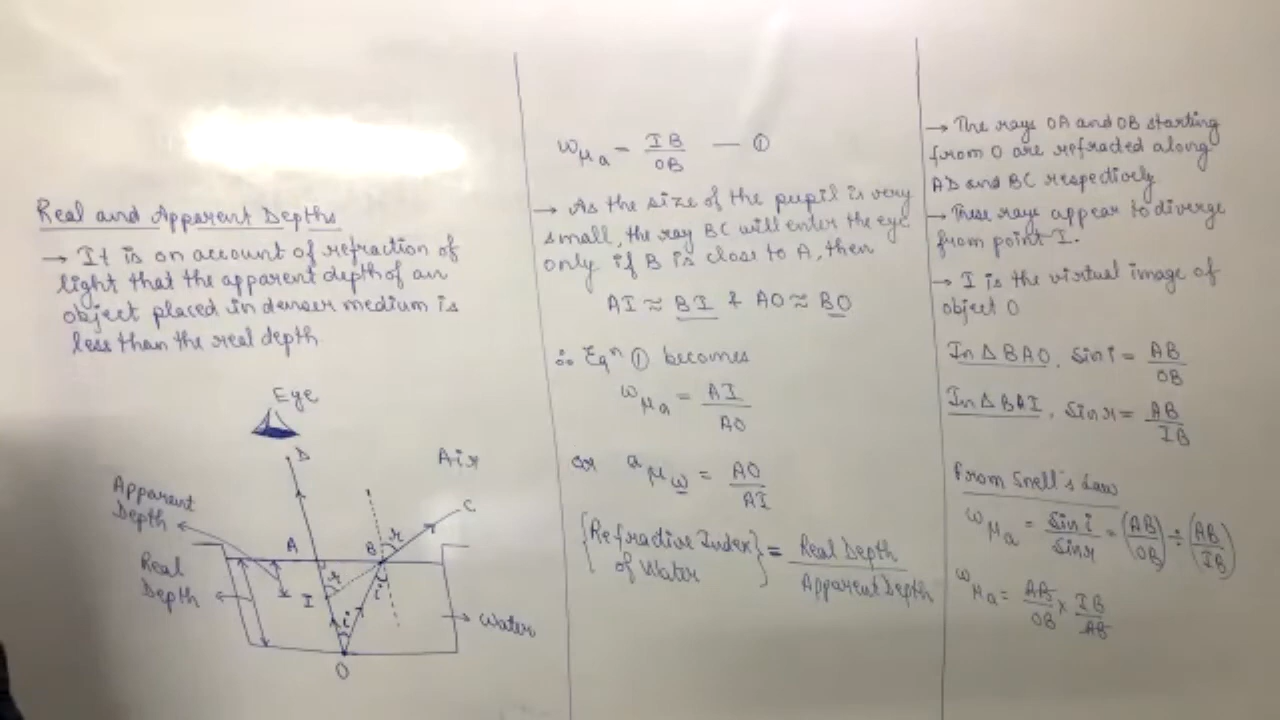 Real and Apparent Depths
→ It is on account of refraction of
light that the apparent depth of an
object placed in denser medium is
less than the real depth
Eye
D
Air
Apparent
Depth
C
A
B
r
Real
Depth
r
i
I
i
Water
O
ωμa = IB/OB — ①
→ As the size of the pupil is very
small, the ray BC will enter the eye
only if B is close to A, then
AI ≈ BI & AO ≈ BO
∴ Eqⁿ ① becomes
ωμa = AI/AO
or aμω = AO/AI
{Refractive Index of Water} = Real Depth/Apparent Depth
→ The rays OA and OB starting
from O are refracted along
AD and BC respectively
→ These rays appear to diverge
from point I.
→ I is the virtual image of
object O
In Δ BAO, Sin i = AB/OB
In Δ BAI, Sin r = AB/IB
From Snell's Law
ωμa = Sin i/Sin r = (AB/OB) ÷ (AB/IB)
ωμa = AB/OB × IB/AB